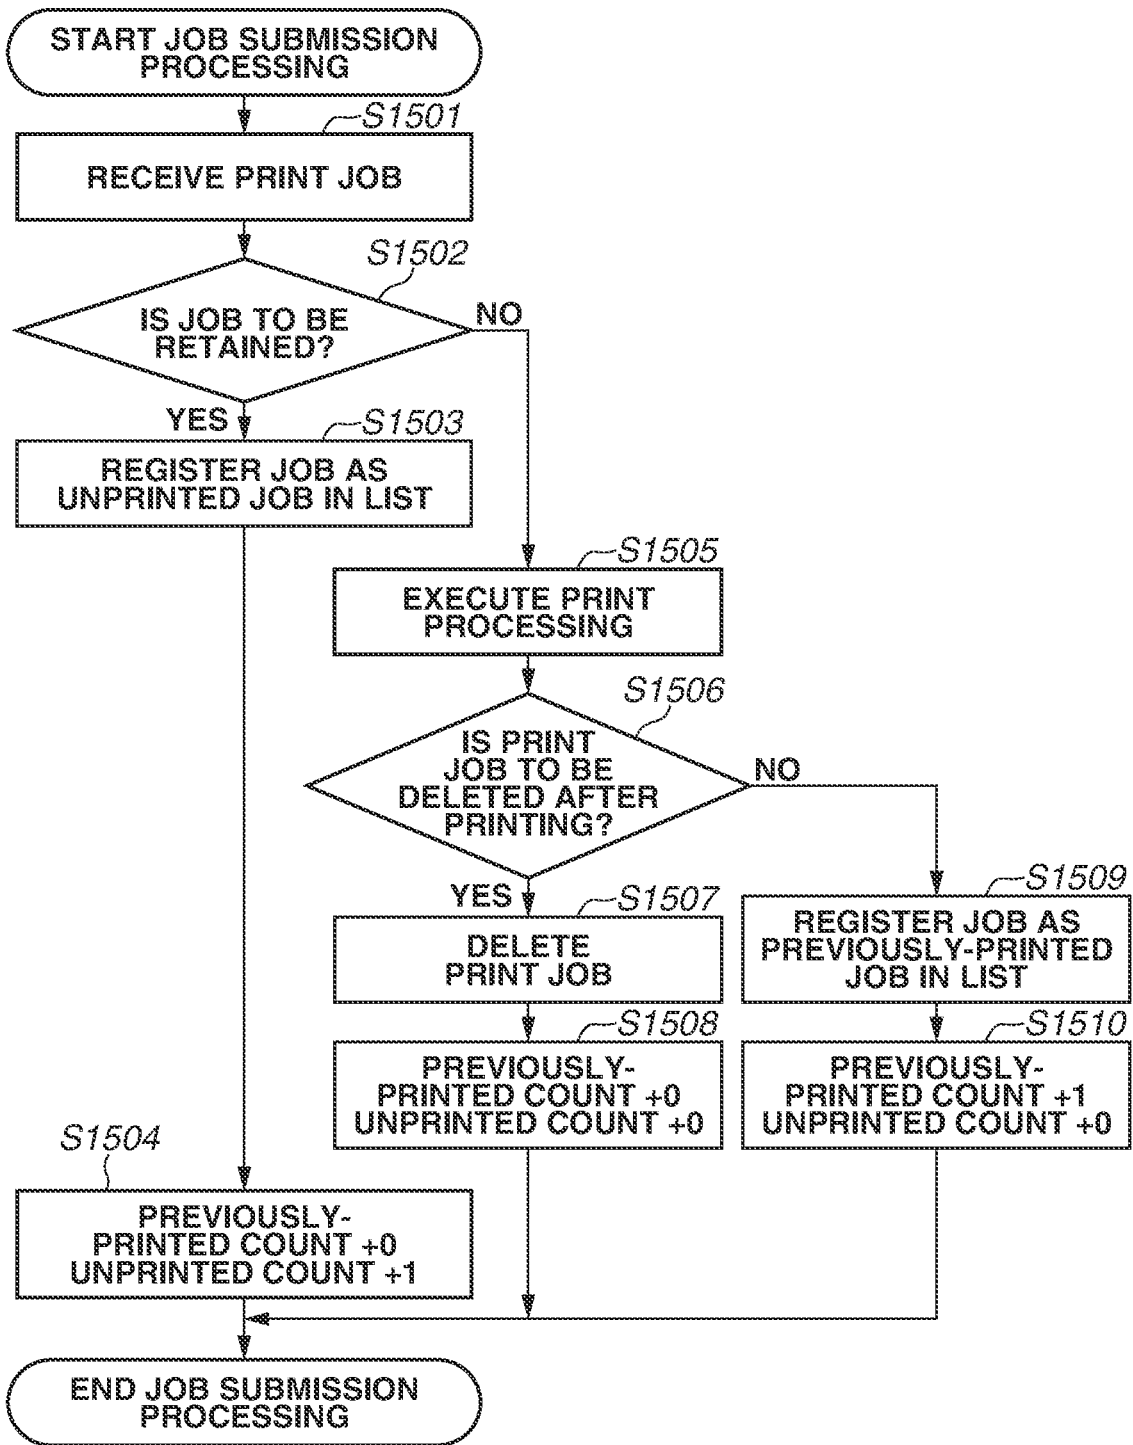 START JOB SUBMISSION
PROCESSING
S1501
RECEIVE PRINT JOB
S1502
IS JOB TO BE
RETAINED?
NO
YES
S1503
REGISTER JOB AS
UNPRINTED JOB IN LIST
S1505
EXECUTE PRINT
PROCESSING
S1506
IS PRINT
JOB TO BE
DELETED AFTER
PRINTING?
NO
YES
S1507
DELETE
PRINT JOB
S1509
REGISTER JOB AS
PREVIOUSLY-PRINTED
JOB IN LIST
S1508
PREVIOUSLY-
PRINTED COUNT +0
UNPRINTED COUNT +0
S1510
PREVIOUSLY-
PRINTED COUNT +1
UNPRINTED COUNT +0
S1504
PREVIOUSLY-
PRINTED COUNT +0
UNPRINTED COUNT +1
END JOB SUBMISSION
PROCESSING